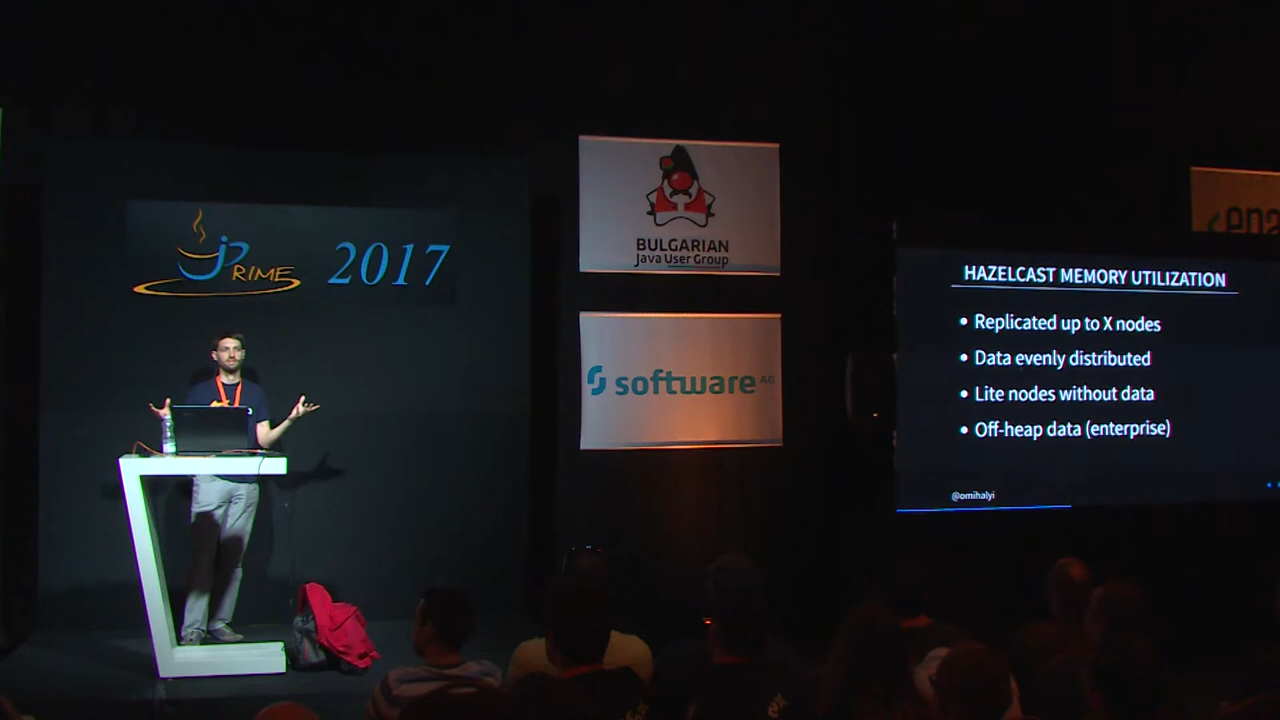 jPRIME 2017
BULGARIAN
Java User Group
software AG
HAZELCAST MEMORY UTILIZATION
• Replicated up to X nodes
• Data evenly distributed
• Lite nodes without data
• Off-heap data (enterprise)
@omihalyi